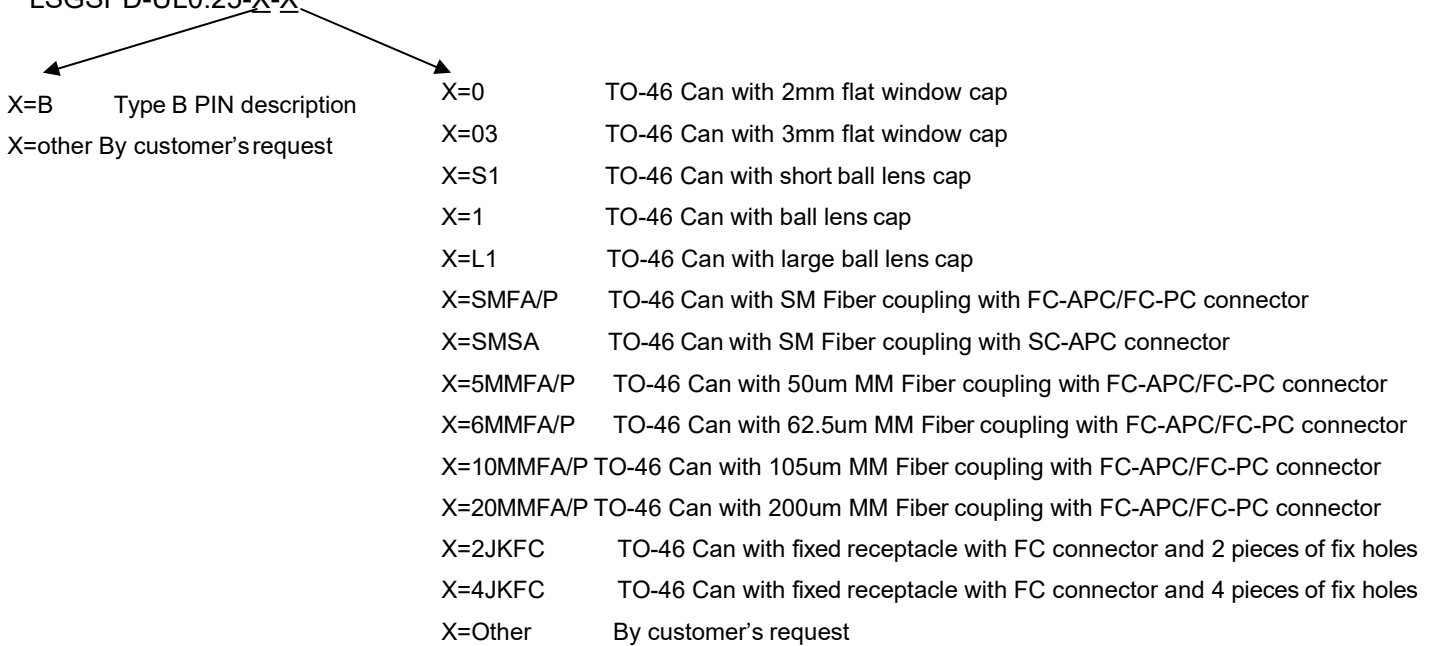 LSGSPD-UL0.25-X-X
X=B Type B PIN description
X=other By customer's request
X=0 TO-46 Can with 2mm flat window cap
X=03 TO-46 Can with 3mm flat window cap
X=S1 TO-46 Can with short ball lens cap
X=1 TO-46 Can with ball lens cap
X=L1 TO-46 Can with large ball lens cap
X=SMFA/P TO-46 Can with SM Fiber coupling with FC-APC/FC-PC connector
X=SMSA TO-46 Can with SM Fiber coupling with SC-APC connector
X=5MMFA/P TO-46 Can with 50um MM Fiber coupling with FC-APC/FC-PC connector
X=6MMFA/P TO-46 Can with 62.5um MM Fiber coupling with FC-APC/FC-PC connector
X=10MMFA/P TO-46 Can with 105um MM Fiber coupling with FC-APC/FC-PC connector
X=20MMFA/P TO-46 Can with 200um MM Fiber coupling with FC-APC/FC-PC connector
X=2JKFC TO-46 Can with fixed receptacle with FC connector and 2 pieces of fix holes
X=4JKFC TO-46 Can with fixed receptacle with FC connector and 4 pieces of fix holes
X=Other By customer's request